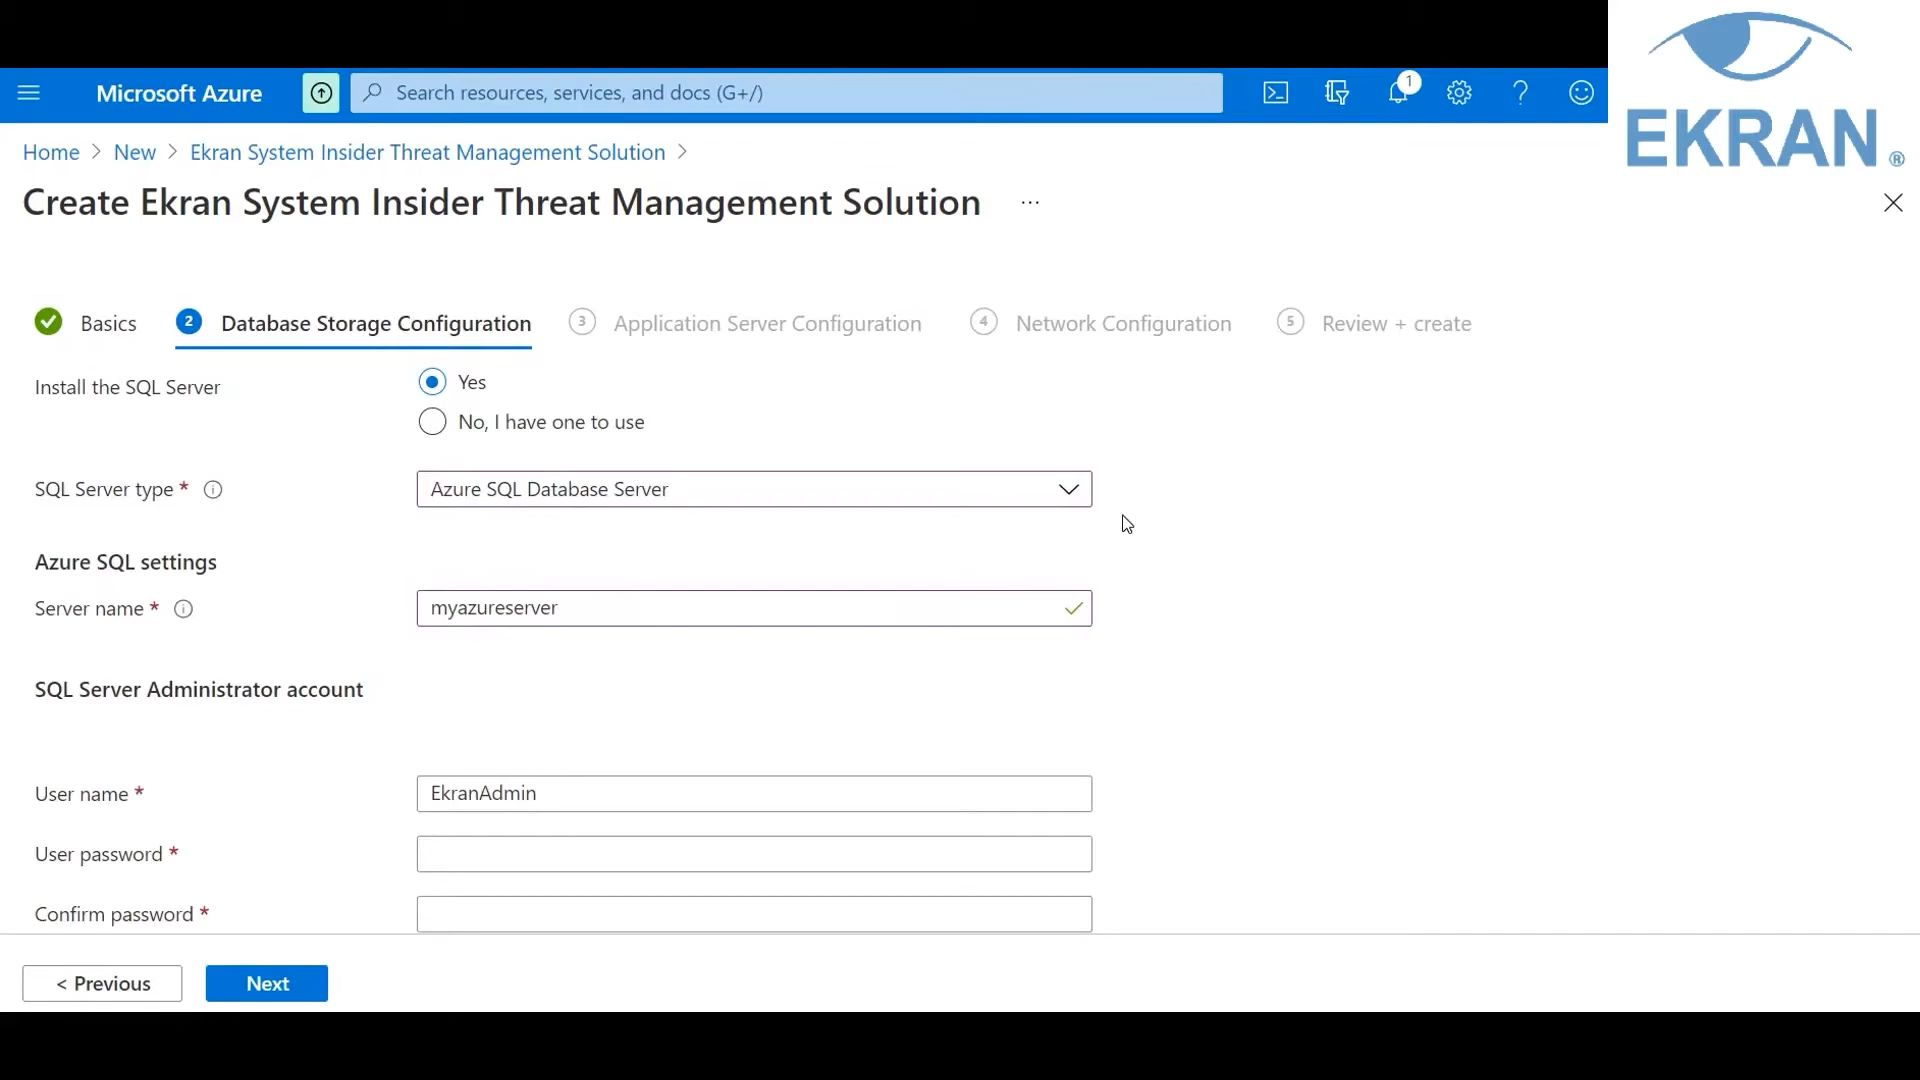 EKRAN ®
Microsoft Azure
Search resources, services, and docs (G+/)
1
Home > New > Ekran System Insider Threat Management Solution >
Create Ekran System Insider Threat Management Solution ...
Basics
2 Database Storage Configuration
3 Application Server Configuration
4 Network Configuration
5 Review + create
Install the SQL Server
Yes
No, I have one to use
SQL Server type *
Azure SQL Database Server
Azure SQL settings
Server name *
myazureserver
SQL Server Administrator account
User name *
EkranAdmin
User password *
Confirm password *
< Previous
Next